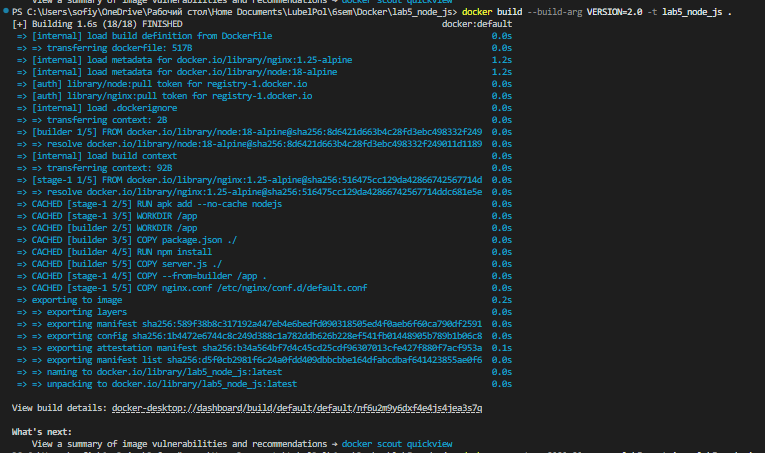 View a summary of image vulnerabilities and recommendations → docker scout quickview
PS C:\Users\sofiy\OneDrive\Рабочий стол\Home Documents\LubelPol\6sem\Docker\lab5_node_js> docker build --build-arg VERSION=2.0 -t lab5_node_js .
[+] Building 1.6s (18/18) FINISHED docker:default
=> [internal] load build definition from Dockerfile 0.0s
=> => transferring dockerfile: 517B 0.0s
=> [internal] load metadata for docker.io/library/nginx:1.25-alpine 1.2s
=> [internal] load metadata for docker.io/library/node:18-alpine 1.2s
=> [auth] library/node:pull token for registry-1.docker.io 0.0s
=> [auth] library/nginx:pull token for registry-1.docker.io 0.0s
=> [internal] load .dockerignore 0.0s
=> => transferring context: 2B 0.0s
=> [builder 1/5] FROM docker.io/library/node:18-alpine@sha256:8d6421d663b4c28fd3ebc498332f249 0.0s
=> => resolve docker.io/library/node:18-alpine@sha256:8d6421d663b4c28fd3ebc498332f249011d1189 0.0s
=> [internal] load build context 0.0s
=> => transferring context: 92B 0.0s
=> [stage-1 1/5] FROM docker.io/library/nginx:1.25-alpine@sha256:516475cc129da42866742567714d 0.0s
=> => resolve docker.io/library/nginx:1.25-alpine@sha256:516475cc129da42866742567714ddc681e5e 0.0s
=> CACHED [stage-1 2/5] RUN apk add --no-cache nodejs 0.0s
=> CACHED [stage-1 3/5] WORKDIR /app 0.0s
=> CACHED [builder 2/5] WORKDIR /app 0.0s
=> CACHED [builder 3/5] COPY package.json ./ 0.0s
=> CACHED [builder 4/5] RUN npm install 0.0s
=> CACHED [builder 5/5] COPY server.js ./ 0.0s
=> CACHED [stage-1 4/5] COPY --from=builder /app . 0.0s
=> CACHED [stage-1 5/5] COPY nginx.conf /etc/nginx/conf.d/default.conf 0.0s
=> exporting to image 0.2s
=> => exporting layers 0.0s
=> => exporting manifest sha256:589f38b8c317192a447eb4e6bedfd090318505ed4f0aeb6f60ca790df2591 0.0s
=> => exporting config sha256:1b4472e6744c8c249d388c1a782ddb626b228ef541fb01448905b789b1b06c8 0.0s
=> => exporting attestation manifest sha256:b34a564bf7d4c45cd25cdf96307013cfe427f880f7acf953a 0.1s
=> => exporting manifest list sha256:d5f0cb2981f6c24a0fdd409dbbcbbe164dfabcdbaf641423855ae0f6 0.0s
=> => naming to docker.io/library/lab5_node_js:latest 0.0s
=> => unpacking to docker.io/library/lab5_node_js:latest 0.0s
View build details: docker-desktop://dashboard/build/default/default/nf6u2m9y6dxf4e4js4jea3s7q
What's next:
View a summary of image vulnerabilities and recommendations → docker scout quickview